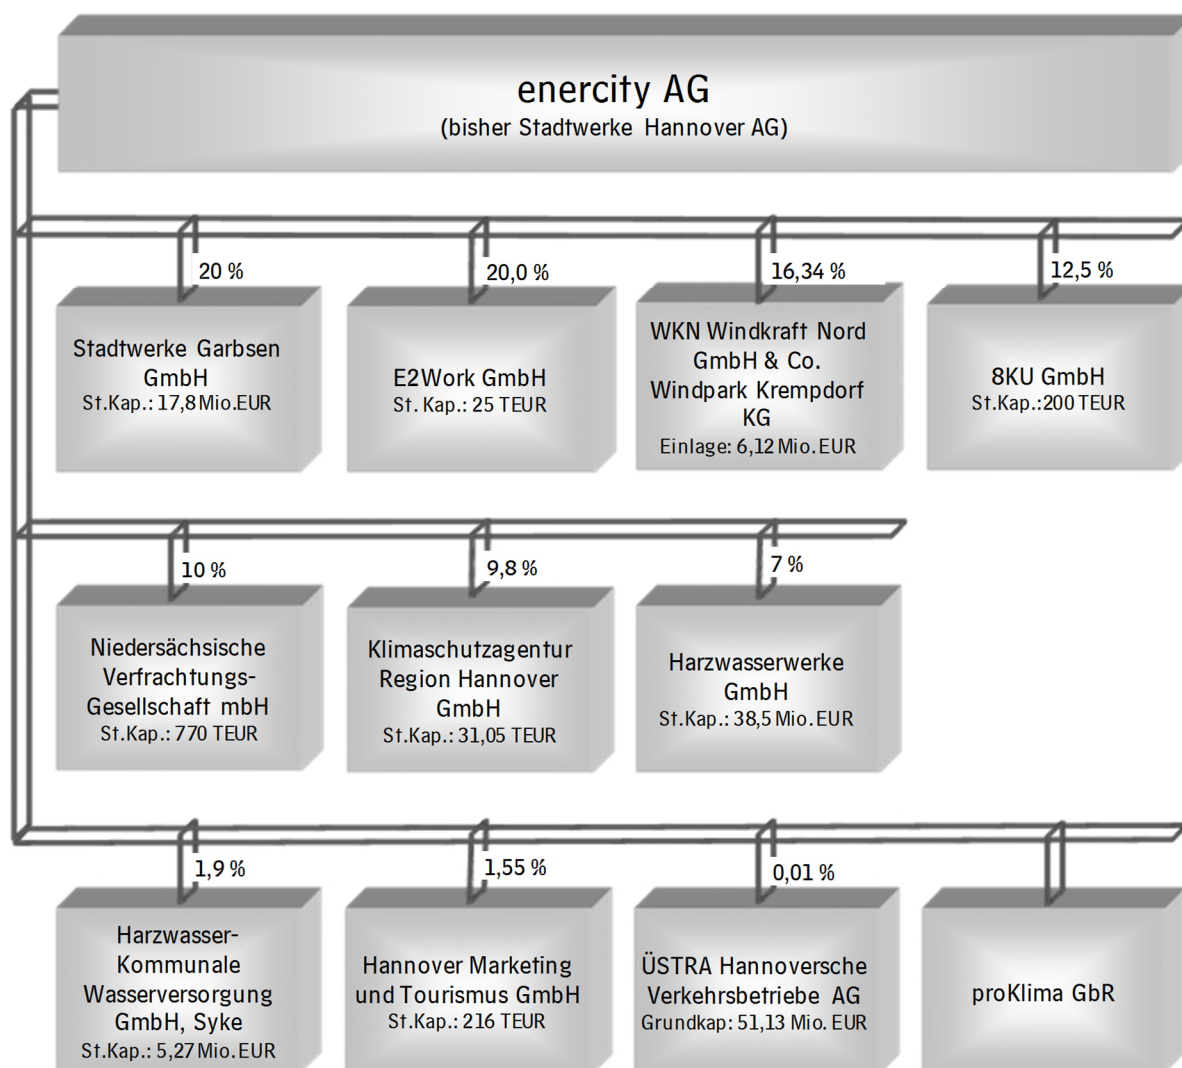 enercity AG
(bisher Stadtwerke Hannover AG)
20 %
20,0 %
16,34 %
12,5 %
Stadtwerke Garbsen
GmbH
St.Kap.: 17,8 Mio.EUR
E2Work GmbH
St. Kap.: 25 TEUR
WKN Windkraft Nord
GmbH & Co.
Windpark Krempdorf
KG
Einlage: 6,12 Mio. EUR
8KU GmbH
St.Kap.:200 TEUR
10 %
9,8 %
7 %
Niedersächsische
Verfrachtungs-
Gesellschaft mbH
St.Kap.: 770 TEUR
Klimaschutzagentur
Region Hannover
GmbH
St.Kap.: 31,05 TEUR
Harzwasserwerke
GmbH
St.Kap.: 38,5 Mio. EUR
1,9 %
1,55 %
0,01 %
Harzwasser-
Kommunale
Wasserversorgung
GmbH, Syke
St.Kap.: 5,27 Mio. EUR
Hannover Marketing
und Tourismus GmbH
St.Kap.: 216 TEUR
ÜSTRA Hannoversche
Verkehrsbetriebe AG
Grundkap: 51,13 Mio. EUR
proKlima GbR